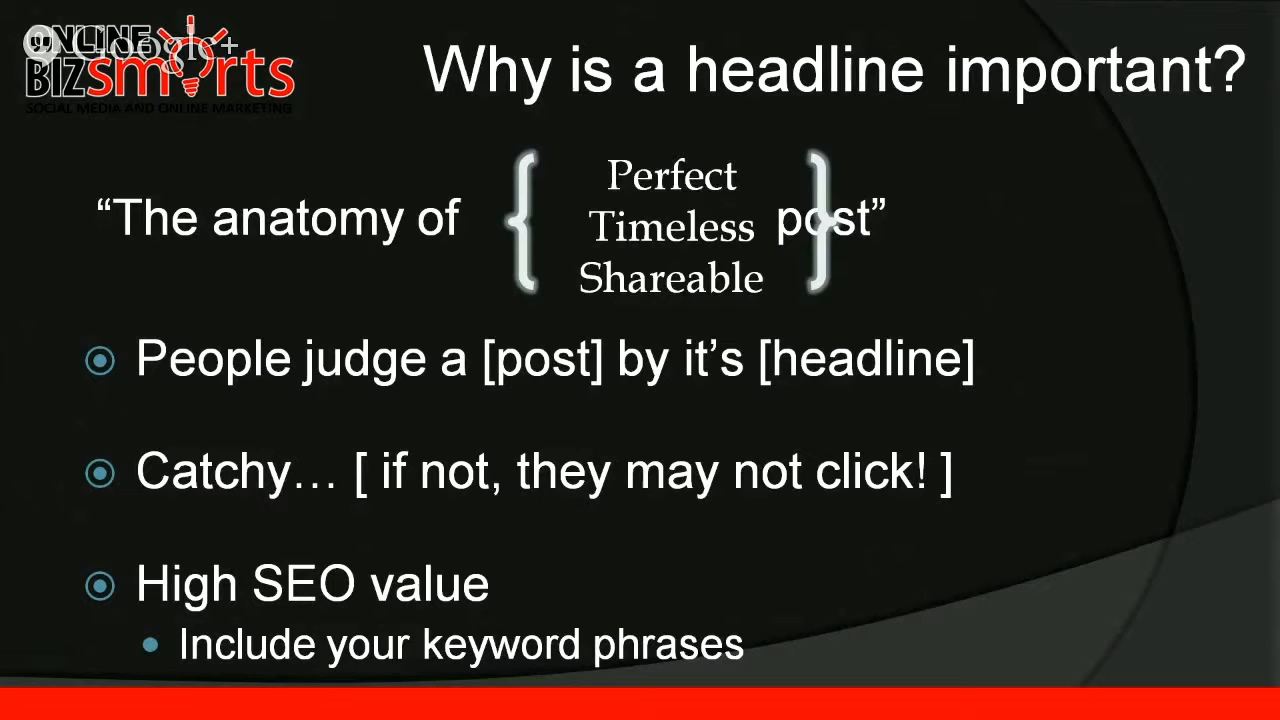 ONLINE
Google+
BIZsmarts
SOCIAL MEDIA AND ONLINE MARKETING
Why is a headline important?
Perfect
“The anatomy of { Timeless } post”
Shareable
People judge a [post] by it’s [headline]
Catchy… [ if not, they may not click! ]
High SEO value
Include your keyword phrases